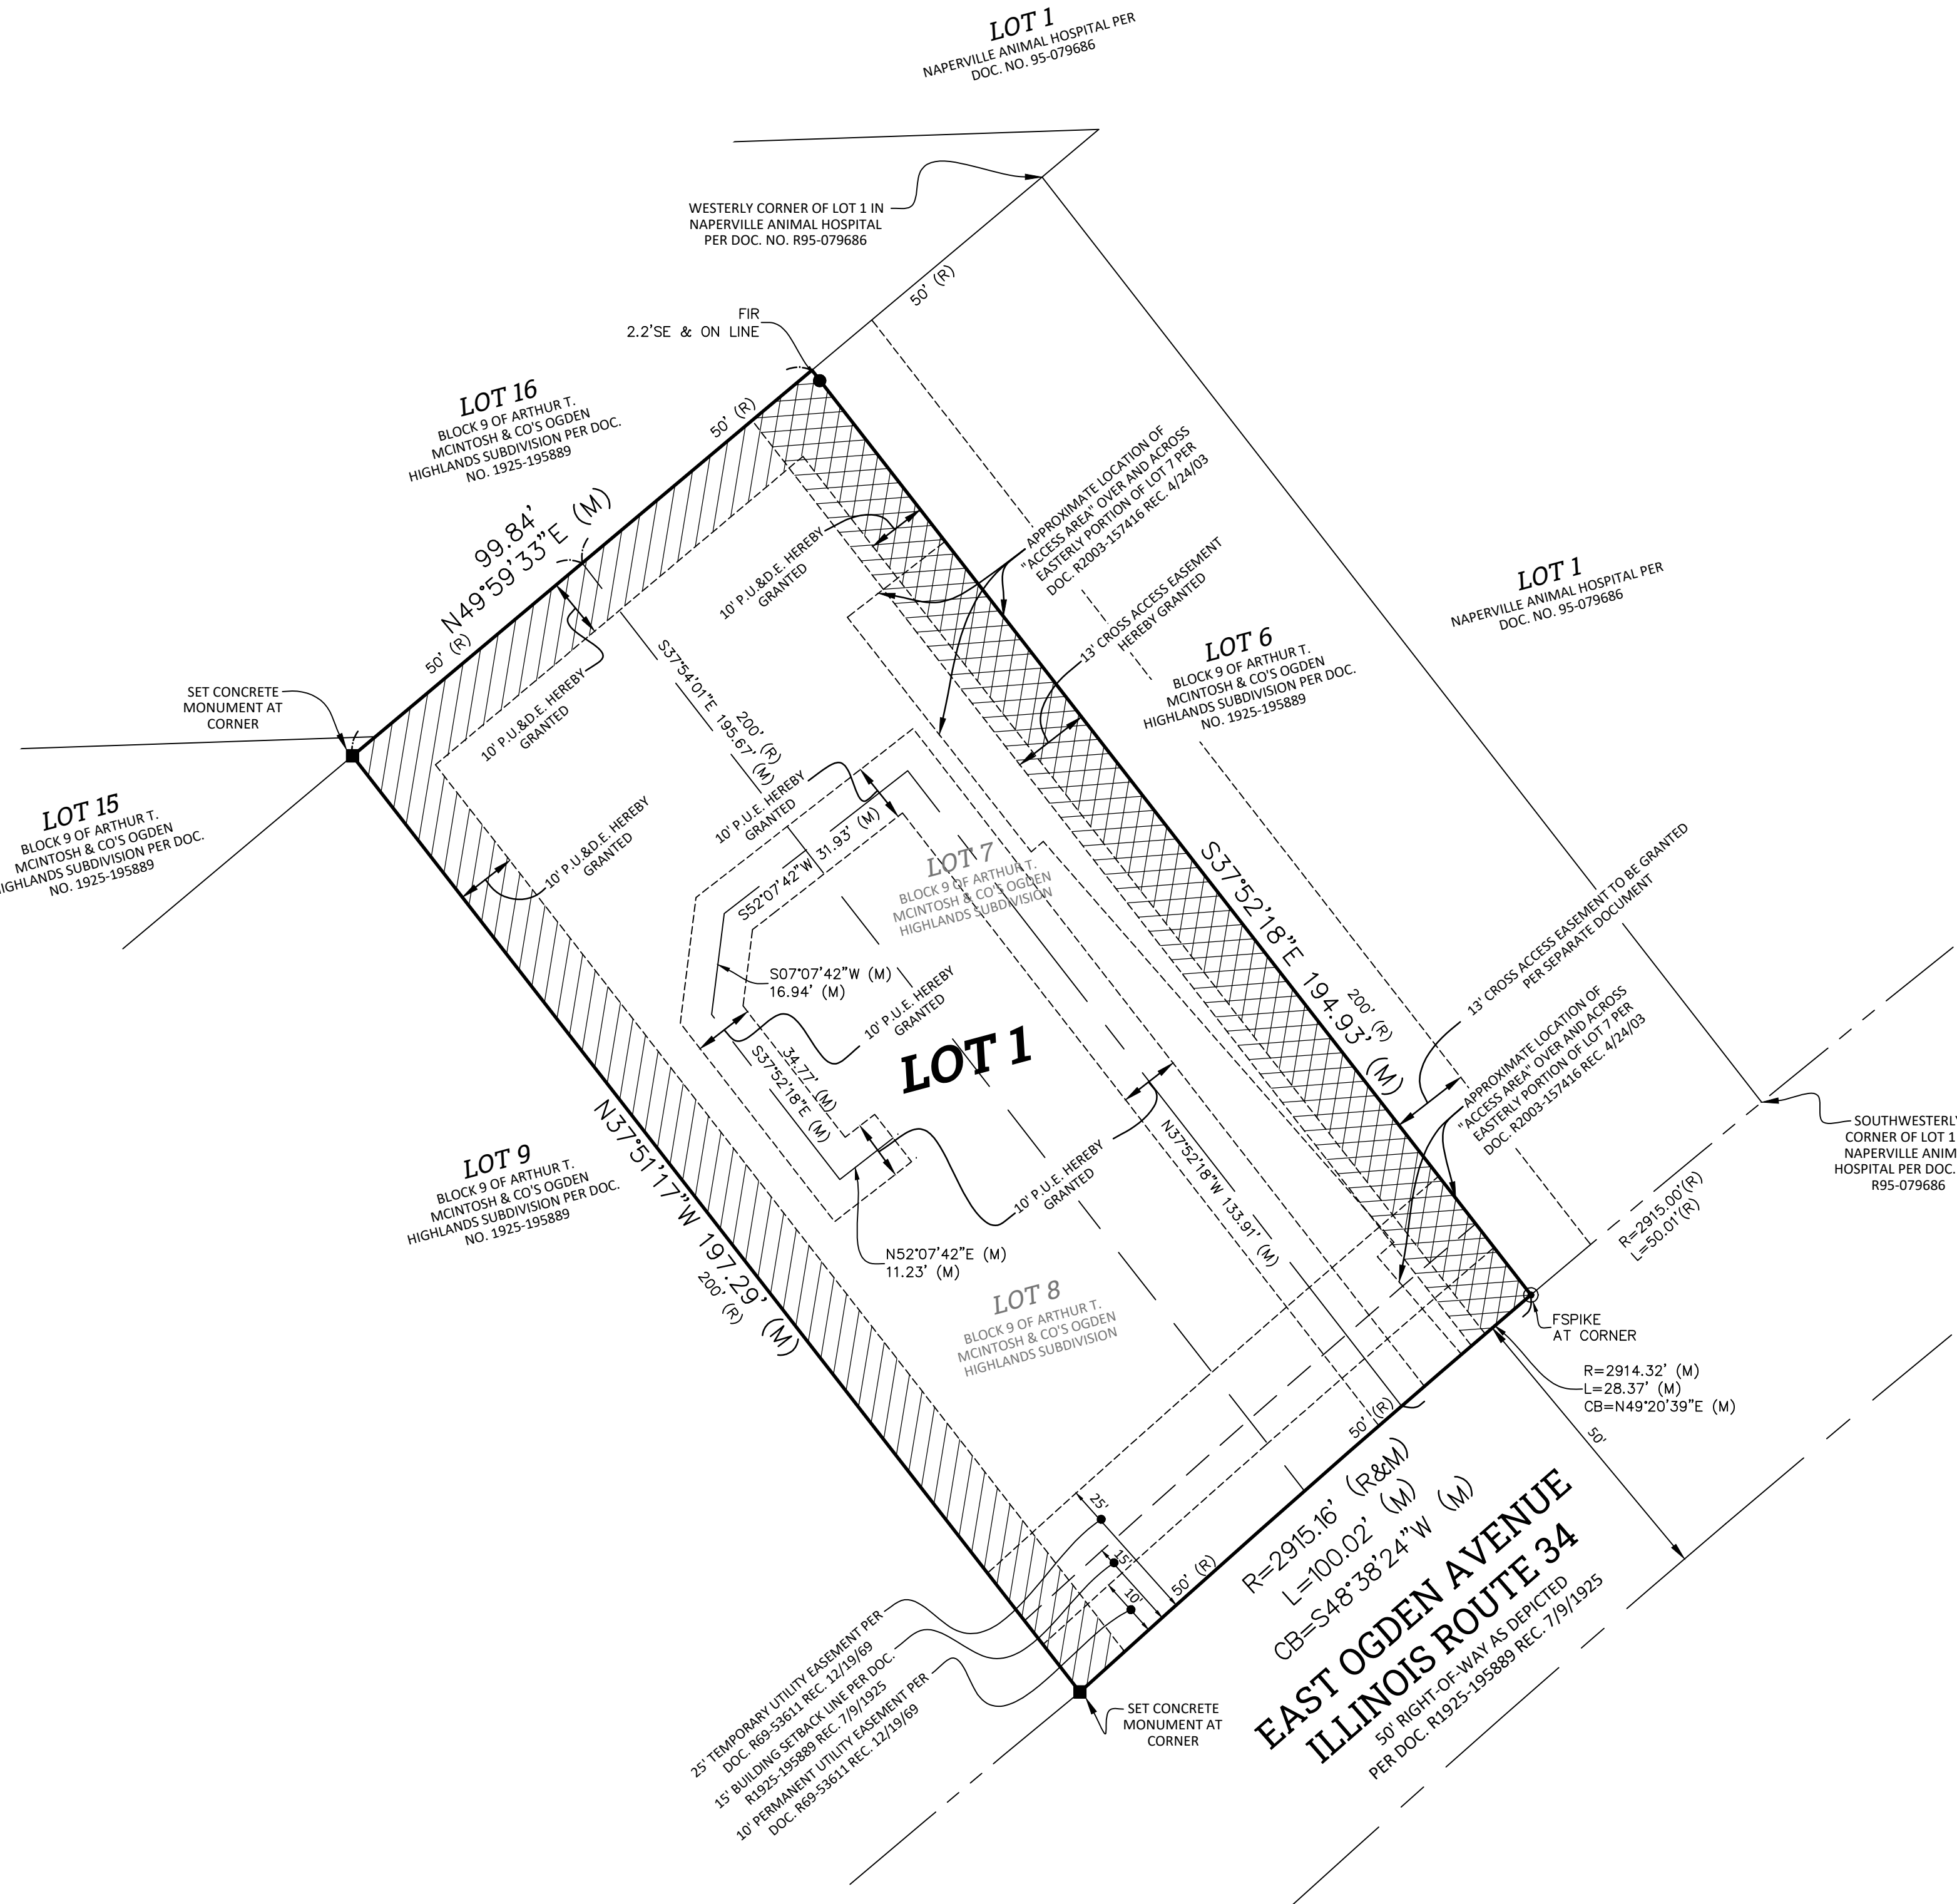 LOT 1
NAPERVILLE ANIMAL HOSPITAL PER
DOC. NO. 95-079686
WESTERLY CORNER OF LOT 1 IN
NAPERVILLE ANIMAL HOSPITAL
PER DOC. NO. R95-079686
50' (R)
FIR
2.2'SE & ON LINE
LOT 16
BLOCK 9 OF ARTHUR T.
MCINTOSH & CO'S OGDEN
HIGHLANDS SUBDIVISION PER DOC.
NO. 1925-195889
50' (R)
99.84'
N49°59'33"E (M)
50' (R)
SET CONCRETE
MONUMENT AT
CORNER
LOT 15
BLOCK 9 OF ARTHUR T.
MCINTOSH & CO'S OGDEN
HIGHLANDS SUBDIVISION PER DOC.
NO. 1925-195889
10' P.U.&D.E. HEREBY
GRANTED
10' P.U.&D.E. HEREBY
GRANTED
10' P.U.&D.E. HEREBY
GRANTED
APPROXIMATE LOCATION OF
"ACCESS AREA" OVER AND ACROSS
EASTERLY PORTION OF LOT 7 PER
DOC. R2003-157416 REC. 4/24/03
13' CROSS ACCESS EASEMENT
HEREBY GRANTED
LOT 6
BLOCK 9 OF ARTHUR T.
MCINTOSH & CO'S OGDEN
HIGHLANDS SUBDIVISION PER DOC.
NO. 1925-195889
LOT 1
NAPERVILLE ANIMAL HOSPITAL PER
DOC. NO. 95-079686
200' (R)
S37°54'01"E 195.67' (M)
10' P.U.E. HEREBY
GRANTED
S52°07'42"W 31.93' (M)
LOT 7
BLOCK 9 OF ARTHUR T.
MCINTOSH & CO'S OGDEN
HIGHLANDS SUBDIVISION
S07°07'42"W (M)
16.94' (M)
10' P.U.E. HEREBY
GRANTED
34.77' (M)
S37°52'18"E (M)
LOT 1
S37°52'18"E 194.93' (M)
200' (R)
13' CROSS ACCESS EASEMENT TO BE GRANTED
PER SEPARATE DOCUMENT
APPROXIMATE LOCATION OF
"ACCESS AREA" OVER AND ACROSS
EASTERLY PORTION OF LOT 7 PER
DOC. R2003-157416 REC. 4/24/03
SOUTHWESTERLY
CORNER OF LOT 1
NAPERVILLE ANIM
HOSPITAL PER DOC.
R95-079686
R=2915.00'(R)
L=50.01'(R)
LOT 9
BLOCK 9 OF ARTHUR T.
MCINTOSH & CO'S OGDEN
HIGHLANDS SUBDIVISION PER DOC.
NO. 1925-195889
N37°51'17"W 197.29' (M)
200' (R)
10' P.U.E. HEREBY
GRANTED
N37°52'18"W 133.91' (M)
N52°07'42"E (M)
11.23' (M)
LOT 8
BLOCK 9 OF ARTHUR T.
MCINTOSH & CO'S OGDEN
HIGHLANDS SUBDIVISION
FSPIKE
AT CORNER
R=2914.32' (M)
L=28.37' (M)
CB=N49°20'39"E (M)
50'
50' (R)
50' (R)
R=2915.16' (R&M)
L=100.02' (M)
CB=S48°38'24"W (M)
EAST OGDEN AVENUE
ILLINOIS ROUTE 34
50' RIGHT-OF-WAY AS DEPICTED
PER DOC. R1925-195889 REC. 7/9/1925
25'
15'
10'
25' TEMPORARY UTILITY EASEMENT PER
DOC. R69-53611 REC. 12/19/69
15' BUILDING SETBACK LINE PER DOC.
R1925-195889 REC. 7/9/1925
10' PERMANENT UTILITY EASEMENT PER
DOC. R69-53611 REC. 12/19/69
SET CONCRETE
MONUMENT AT
CORNER